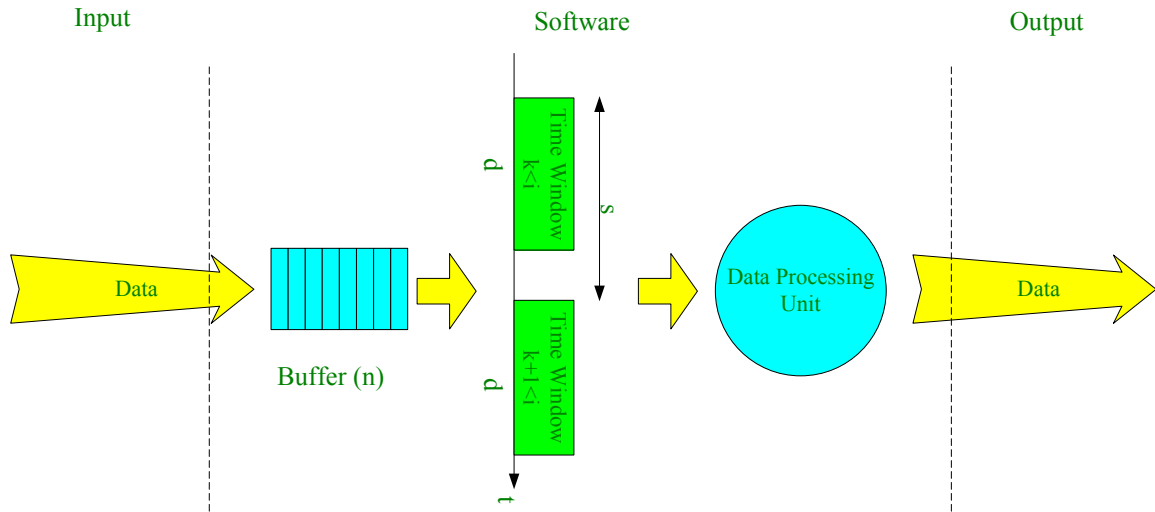 Input
Software
Output
Data
Buffer (n)
d
Time Window
k<i
s
d
Time Window
k+1<i
t
Data Processing
Unit
Data